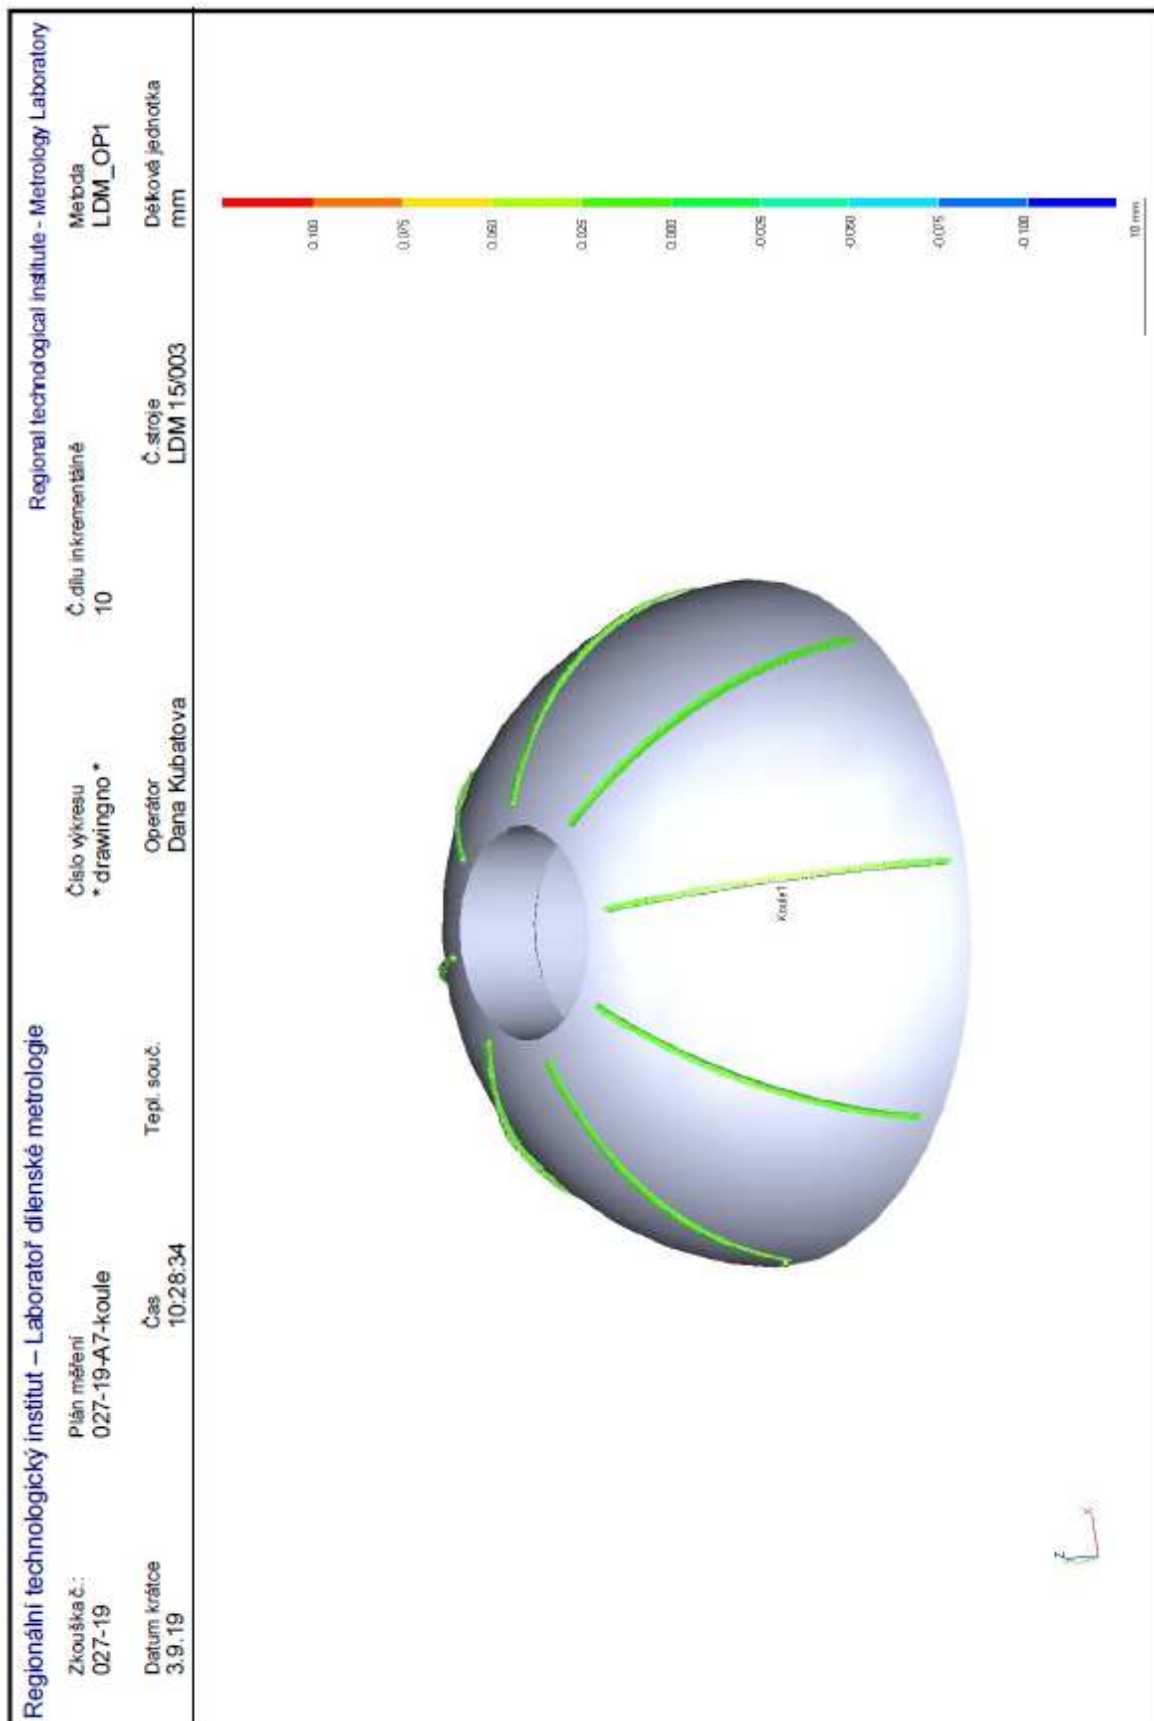 Regionální technologický institut – Laboratoř dílenské metrologie
Regional technological institute - Metrology Laboratory
Zkouška č.:
027-19
Plán měření
027-19-A7-koule
Číslo výkresu
* drawingno *
Č.dílu inkrementálně
10
Metoda
LDM_OP1
Datum krátce
3.9.19
Čas
10:28:34
Tepl. souč.
Operátor
Dana Kubatova
Č.stroje
LDM 15/003
Délková jednotka
mm
0.100
0.075
0.050
0.025
0.000
-0.025
-0.050
-0.075
-0.100
10 mm
Koule1
Z
X